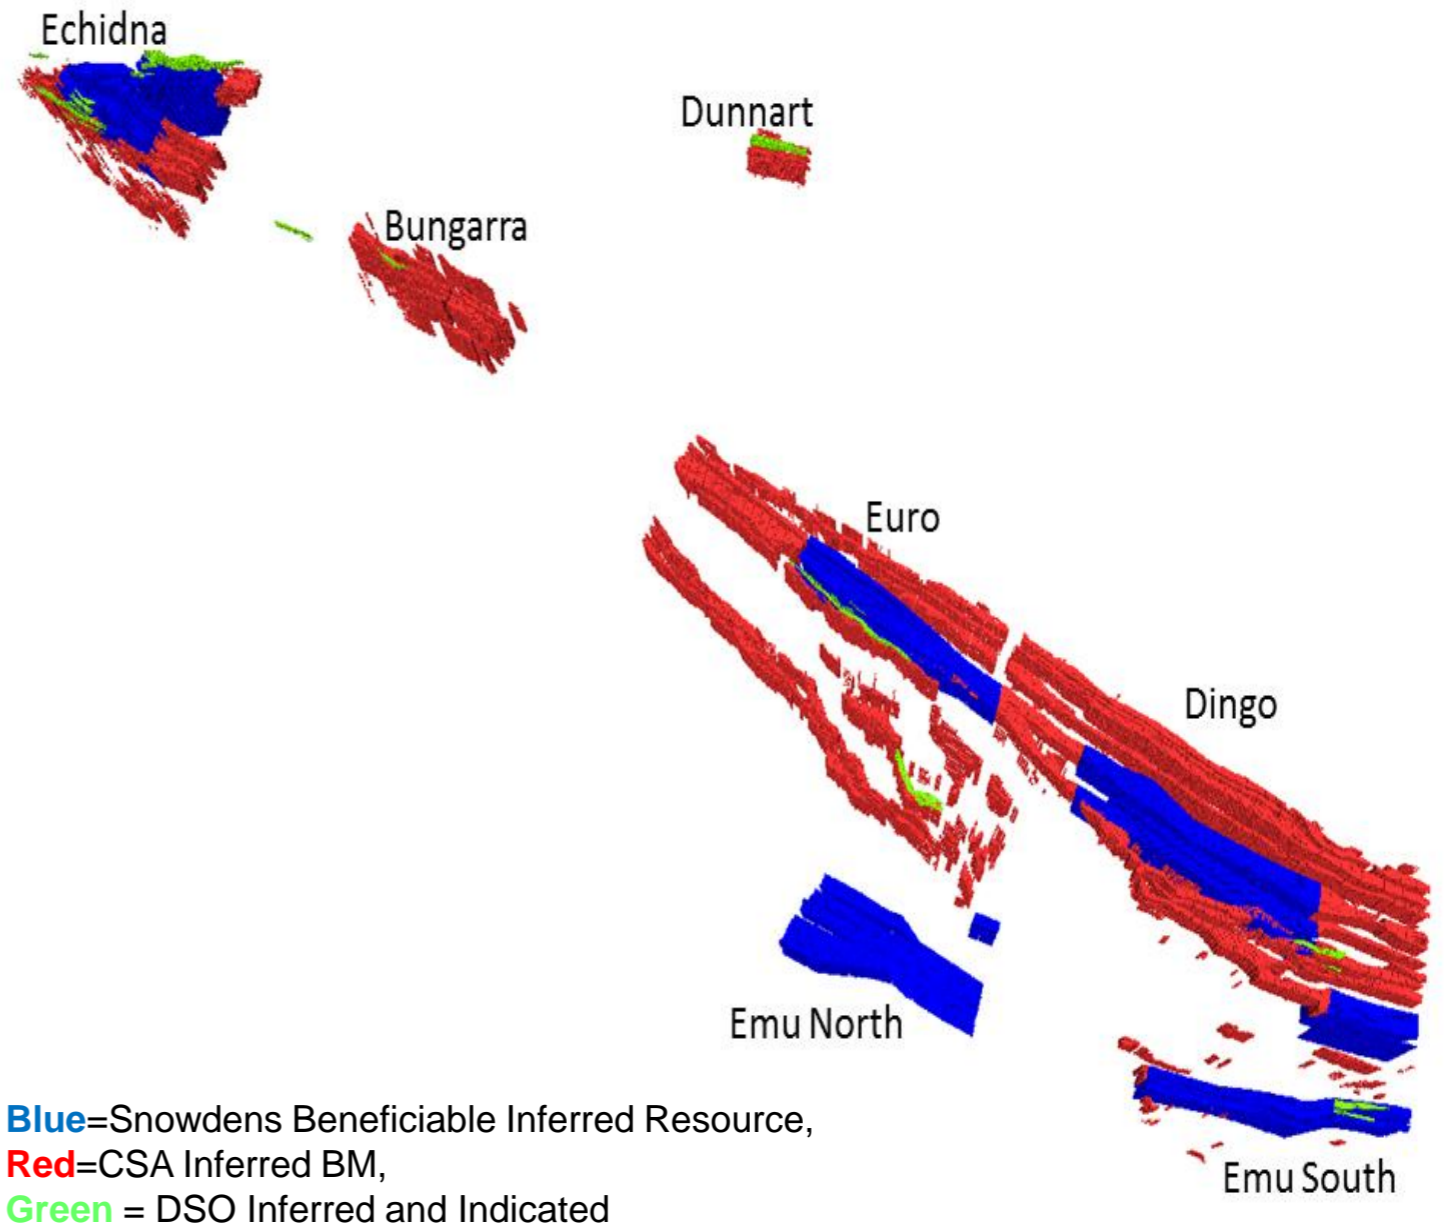 Echidna
Dunnart
Bungarra
Euro
Dingo
Emu North
Emu South
Blue=Snowdens Beneficiable Inferred Resource,
Red=CSA Inferred BM,
Green = DSO Inferred and Indicated